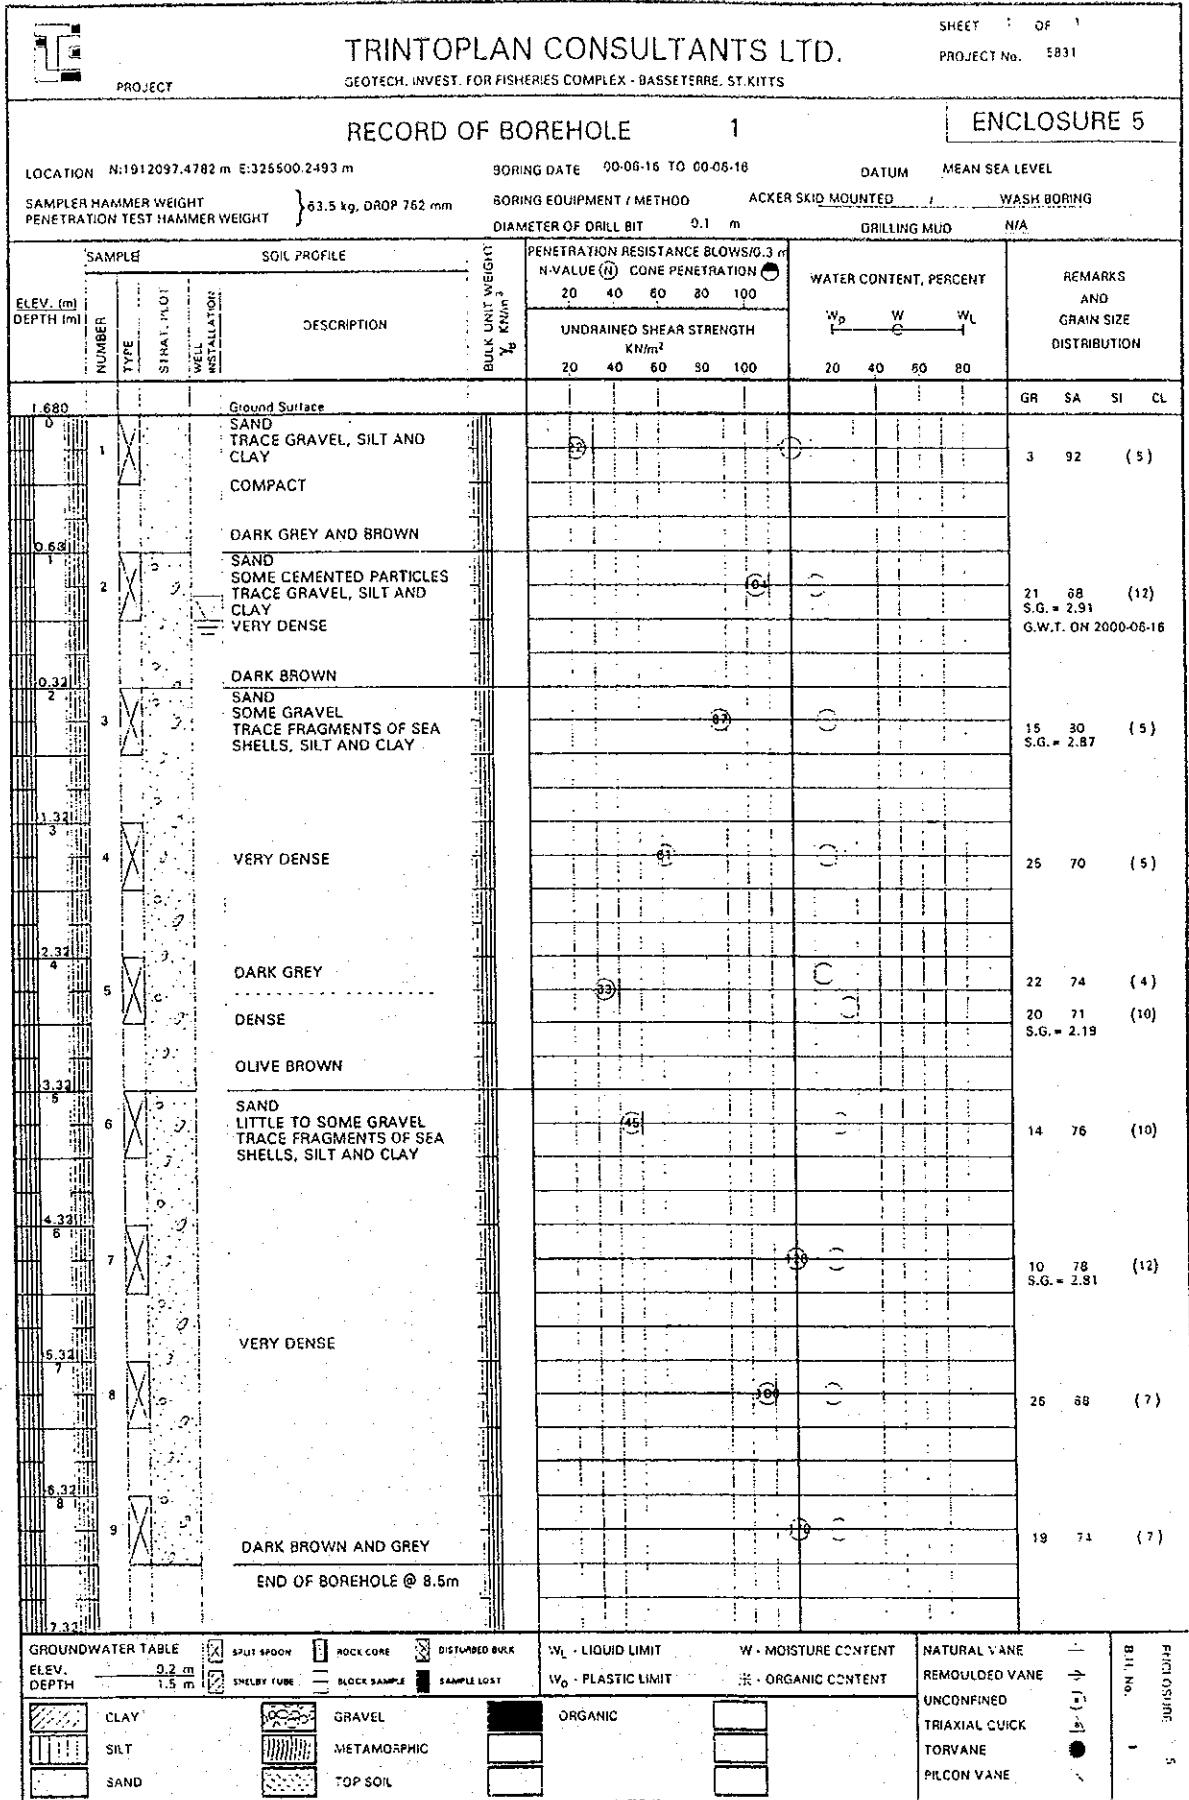 SHEET 1 OF 1
TRINTOPLAN CONSULTANTS LTD.
PROJECT No. 5831
PROJECT
GEOTECH. INVEST. FOR FISHERIES COMPLEX - BASSETERRE, ST.KITTS
RECORD OF BOREHOLE 1
ENCLOSURE 5
LOCATION N:1912097.4782 m E:325500.2493 m
BORING DATE 00-06-16 TO 00-06-16
DATUM MEAN SEA LEVEL
SAMPLER HAMMER WEIGHT
PENETRATION TEST HAMMER WEIGHT
63.5 kg, DROP 762 mm
BORING EQUIPMENT / METHOD ACKER SKID MOUNTED / WASH BORING
DIAMETER OF DRILL BIT 0.1 m
DRILLING MUD N/A
SAMPLE
SOIL PROFILE
ELEV. (m)
DEPTH (m)
NUMBER
TYPE
STRAT. PLOT
WELL INSTALLATION
DESCRIPTION
BULK UNIT WEIGHT
γB KN/m³
PENETRATION RESISTANCE BLOWS/0.3 m
N-VALUE (N) CONE PENETRATION
20 40 60 80 100
UNDRAINED SHEAR STRENGTH
KN/m²
20 40 60 80 100
WATER CONTENT, PERCENT
Wp W WL
20 40 60 80
REMARKS
AND
GRAIN SIZE
DISTRIBUTION
GR SA SI CL
1.680
0
Ground Surface
SAND
TRACE GRAVEL, SILT AND
CLAY
1
22
3 92 (5)
COMPACT
DARK GREY AND BROWN
0.68
1
SAND
SOME CEMENTED PARTICLES
TRACE GRAVEL, SILT AND
CLAY
2
104
21 68 (12)
S.G. = 2.91
VERY DENSE
G.W.T. ON 2000-06-16
DARK BROWN
0.32
2
SAND
SOME GRAVEL
TRACE FRAGMENTS OF SEA
SHELLS, SILT AND CLAY
3
87
15 80 (5)
S.G. = 2.87
1.32
3
4
VERY DENSE
61
25 70 (5)
2.32
4
DARK GREY
5
33
22 74 (4)
DENSE
20 71 (10)
S.G. = 2.19
OLIVE BROWN
3.32
5
SAND
LITTLE TO SOME GRAVEL
TRACE FRAGMENTS OF SEA
SHELLS, SILT AND CLAY
6
45
14 76 (10)
4.32
6
7
10 78 (12)
S.G. = 2.81
VERY DENSE
5.32
7
8
25 68 (7)
6.32
8
9
19 74 (7)
DARK BROWN AND GREY
END OF BOREHOLE @ 8.5m
7.32
GROUNDWATER TABLE
ELEV. 0.2 m
DEPTH 1.5 m
SPLIT SPOON
ROCK CORE
DISTURBED BULK
SHELBY TUBE
BLOCK SAMPLE
SAMPLE LOST
WL - LIQUID LIMIT
W - MOISTURE CONTENT
Wp - PLASTIC LIMIT
ORGANIC CONTENT
NATURAL VANE
REMOULDED VANE
UNCONFINED
TRIAXIAL QUICK
TORVANE
PILCON VANE
CLAY
GRAVEL
ORGANIC
SILT
METAMORPHIC
SAND
TOP SOIL
B.H. No. 1
ENCLOSURE 5